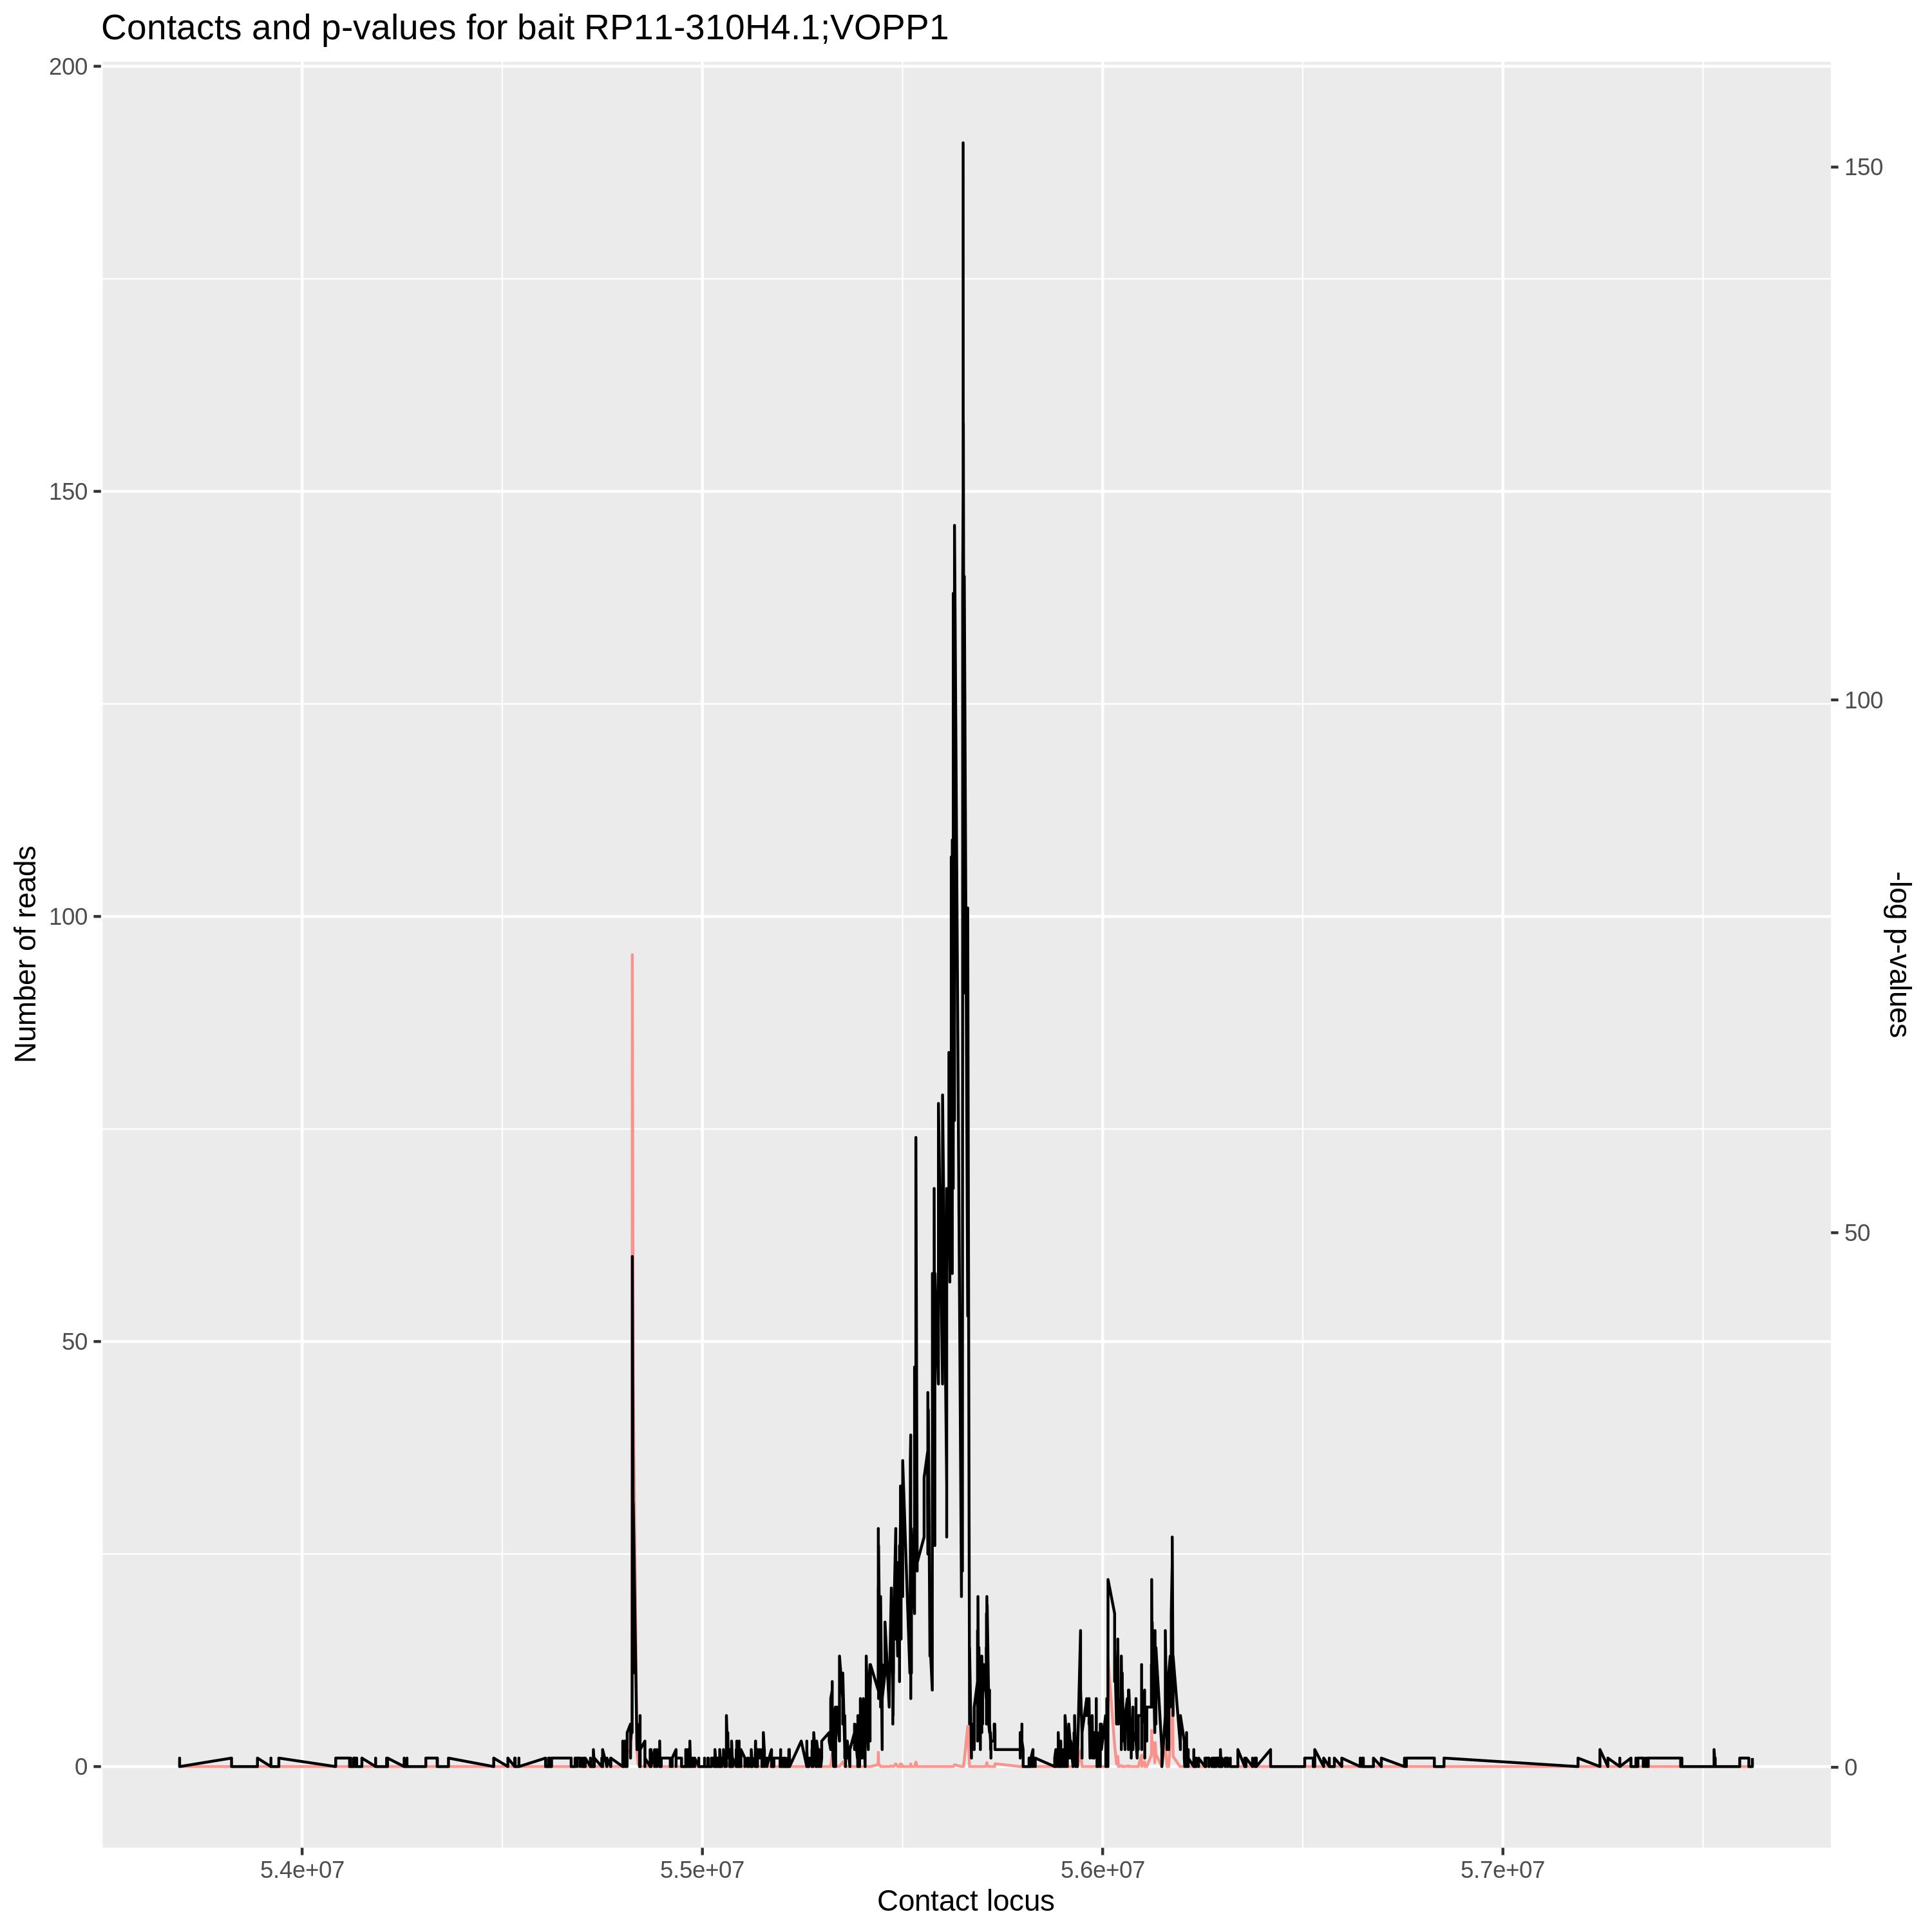 Contacts and p-values for bait RP11-310H4.1;VOPP1
200
150
100
50
0
Number of reads
150
100
50
0
-log p-values
5.4e+07 5.5e+07 5.6e+07 5.7e+07
Contact locus